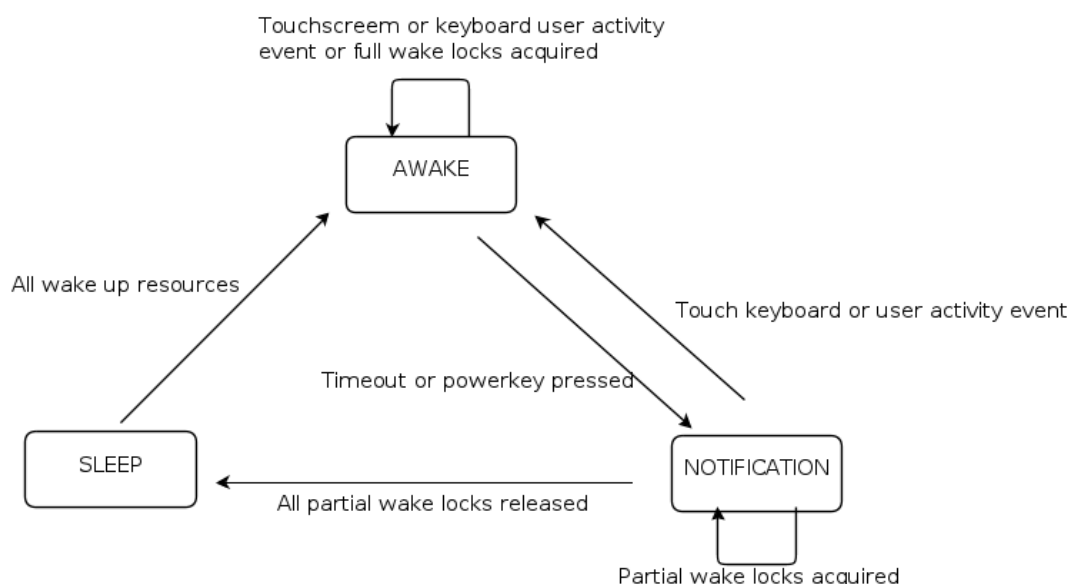 Touchscreem or keyboard user activity
event or full wake locks acquired
AWAKE
All wake up resources
Touch keyboard or user activity event
Timeout or powerkey pressed
SLEEP
NOTIFICATION
All partial wake locks released
Partial wake locks acquired